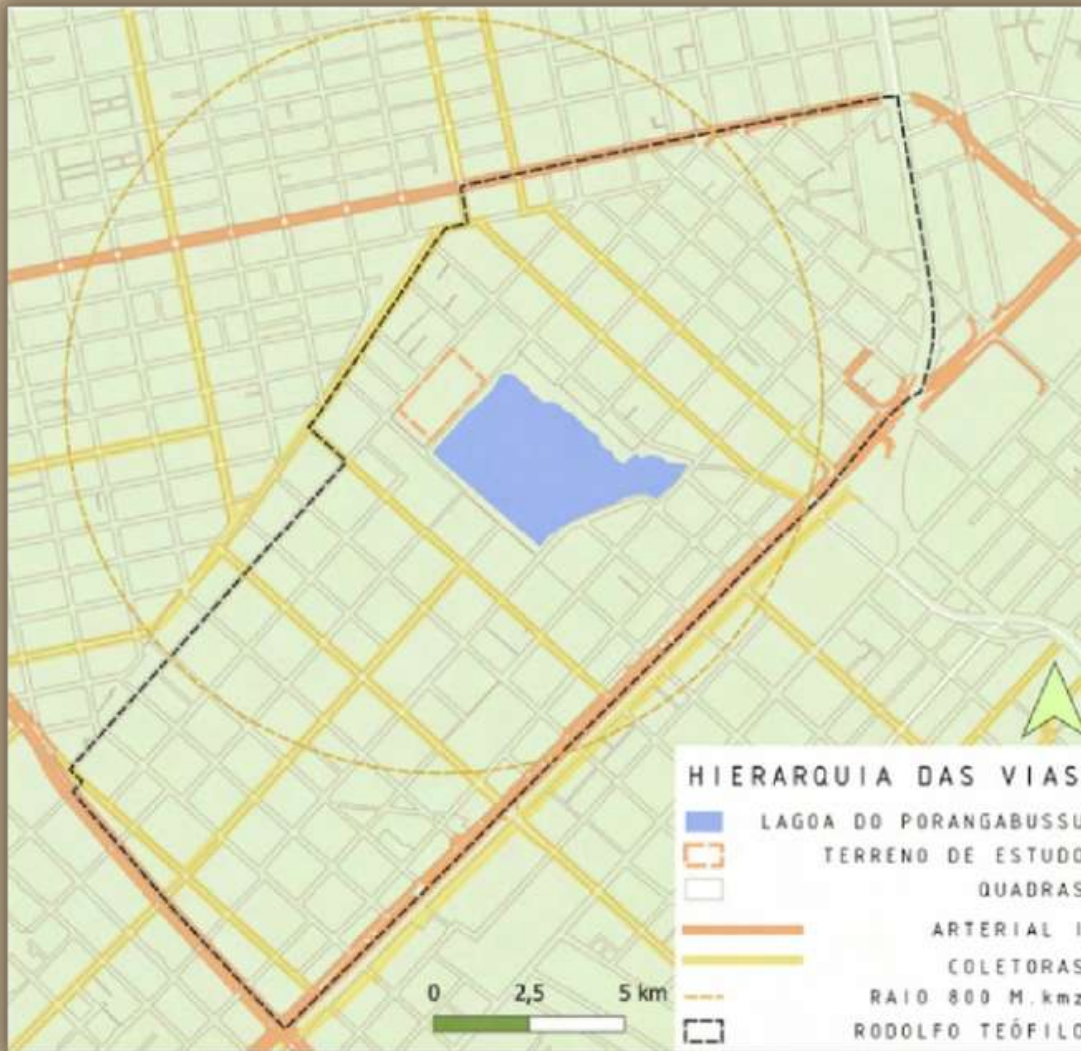 0 2,5 5 km
HIERARQUIA DAS VIAS
LAGOA DO PORANGABUSSU
TERRENO DE ESTUDO
QUADRAS
ARTERIAL I
COLETORAS
RAIO 800 M.kmz
RODOLFO TEÓFILO